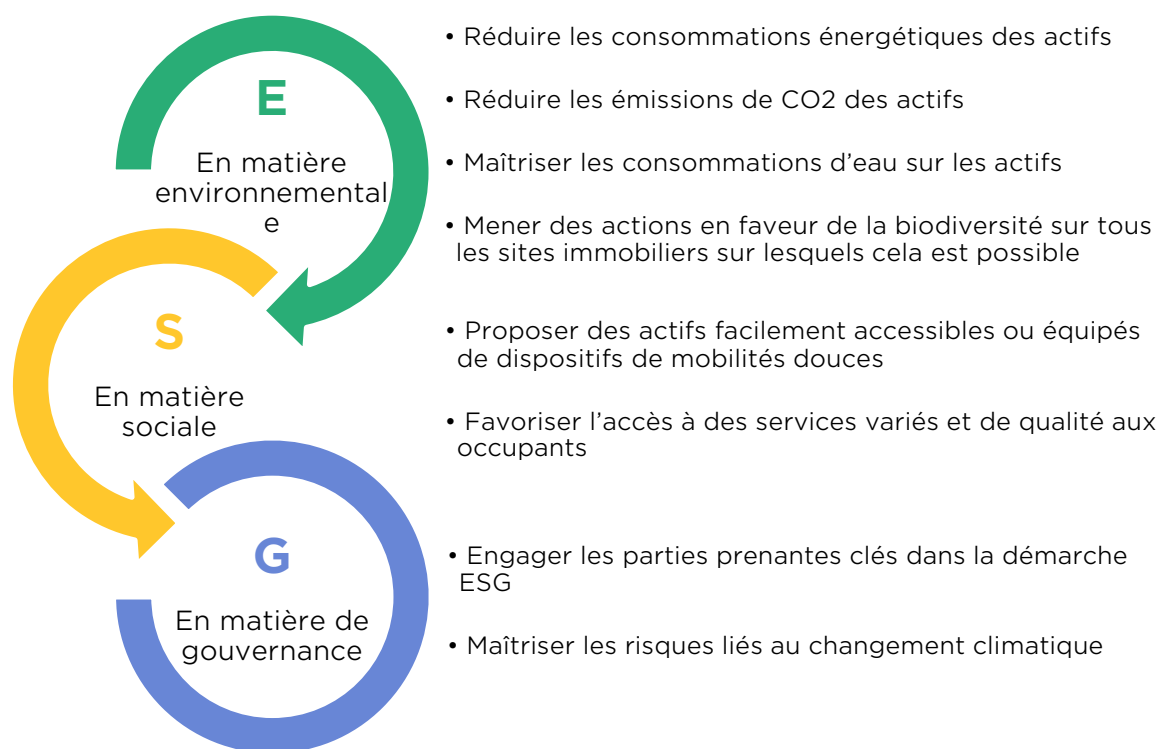 E
En matière
environnemental
e
• Réduire les consommations énergétiques des actifs
• Réduire les émissions de CO2 des actifs
• Maîtriser les consommations d’eau sur les actifs
• Mener des actions en faveur de la biodiversité sur tous
les sites immobiliers sur lesquels cela est possible
S
En matière
sociale
• Proposer des actifs facilement accessibles ou équipés
de dispositifs de mobilités douces
• Favoriser l’accès à des services variés et de qualité aux
occupants
G
En matière de
gouvernance
• Engager les parties prenantes clés dans la démarche
ESG
• Maîtriser les risques liés au changement climatique